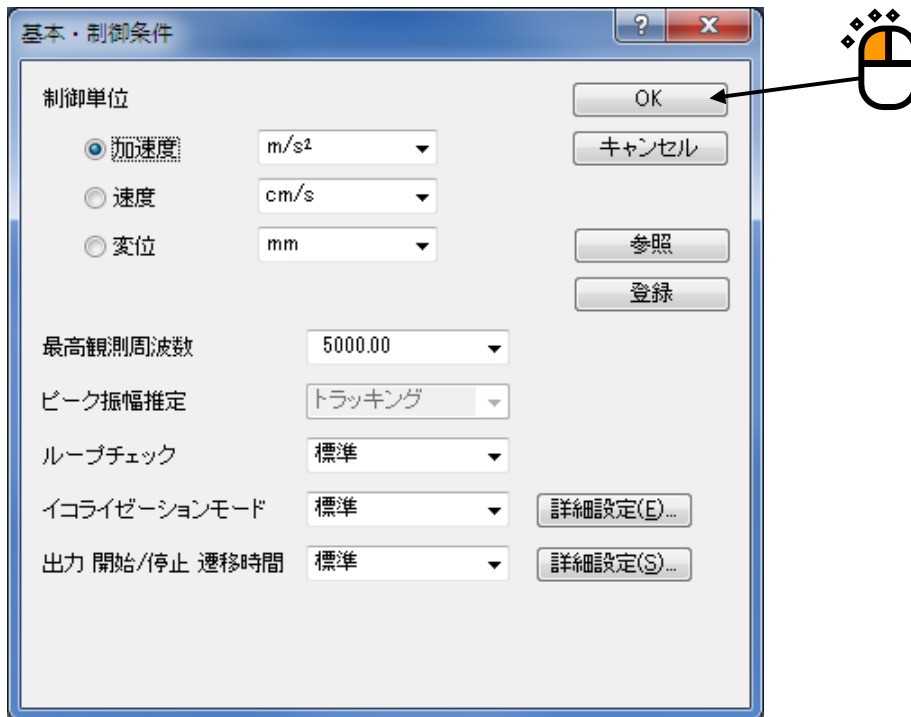 基本・制御条件
制御単位
OK
加速度 m/s²
キャンセル
速度 cm/s
変位 mm
参照
登録
最高観測周波数 5000.00
ピーク振幅推定 トラッキング
ループチェック 標準
イコライゼーションモード 標準 詳細設定(E)...
出力 開始/停止 遷移時間 標準 詳細設定(S)...